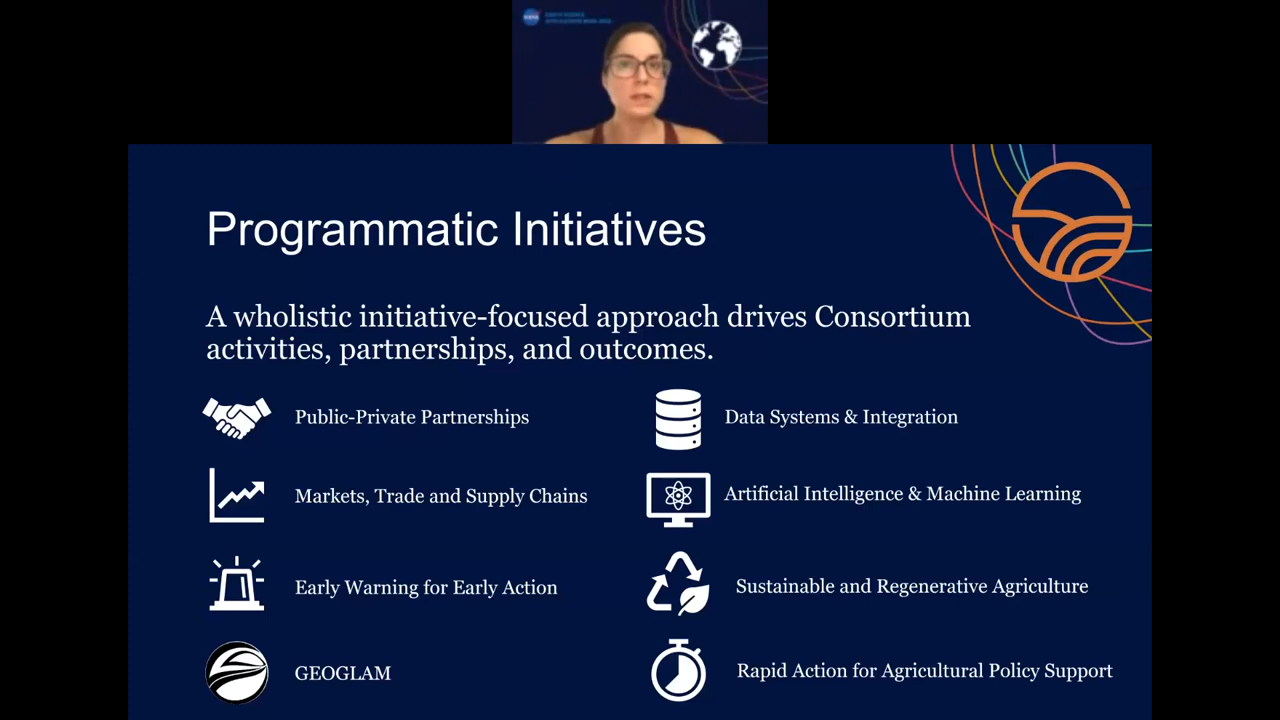 NASA
Programmatic Initiatives
A wholistic initiative-focused approach drives Consortium
activities, partnerships, and outcomes.
Public-Private Partnerships
Data Systems & Integration
Markets, Trade and Supply Chains
Artificial Intelligence & Machine Learning
Early Warning for Early Action
Sustainable and Regenerative Agriculture
GEOGLAM
Rapid Action for Agricultural Policy Support